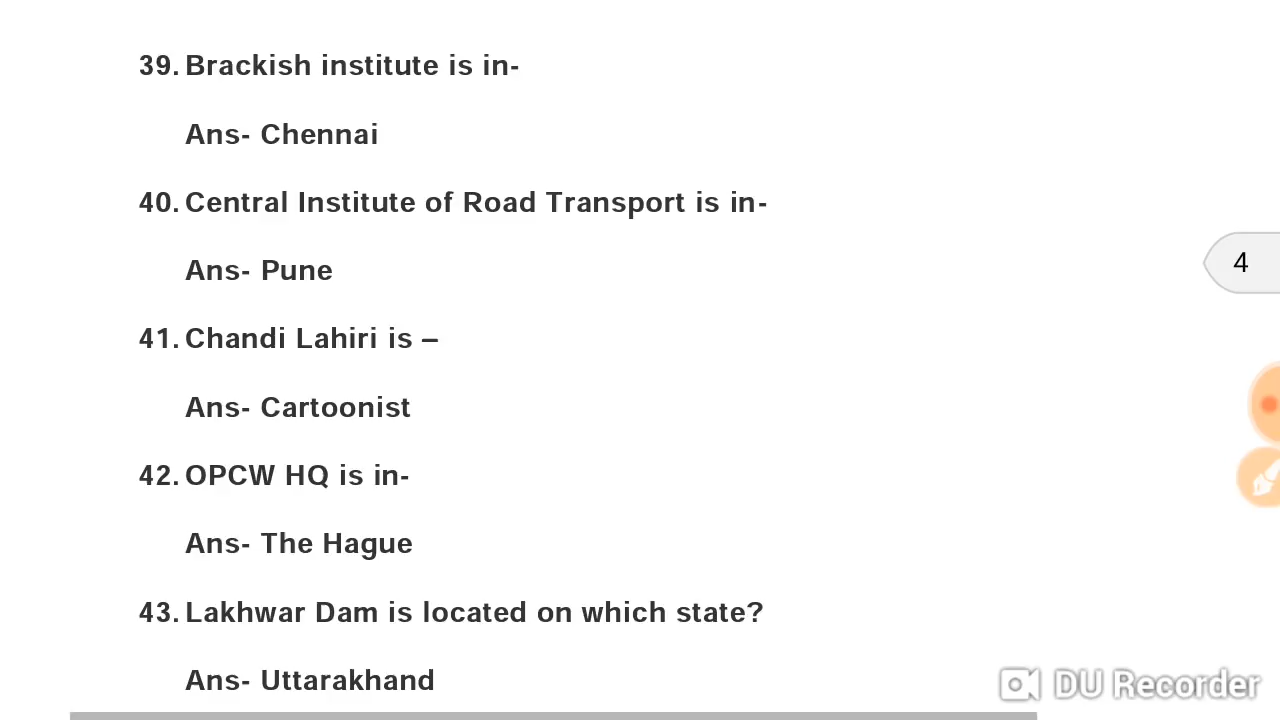 39. Brackish institute is in-
Ans- Chennai
40. Central Institute of Road Transport is in-
Ans- Pune
4
41. Chandi Lahiri is –
Ans- Cartoonist
42. OPCW HQ is in-
Ans- The Hague
43. Lakhwar Dam is located on which state?
Ans- Uttarakhand
DU Recorder